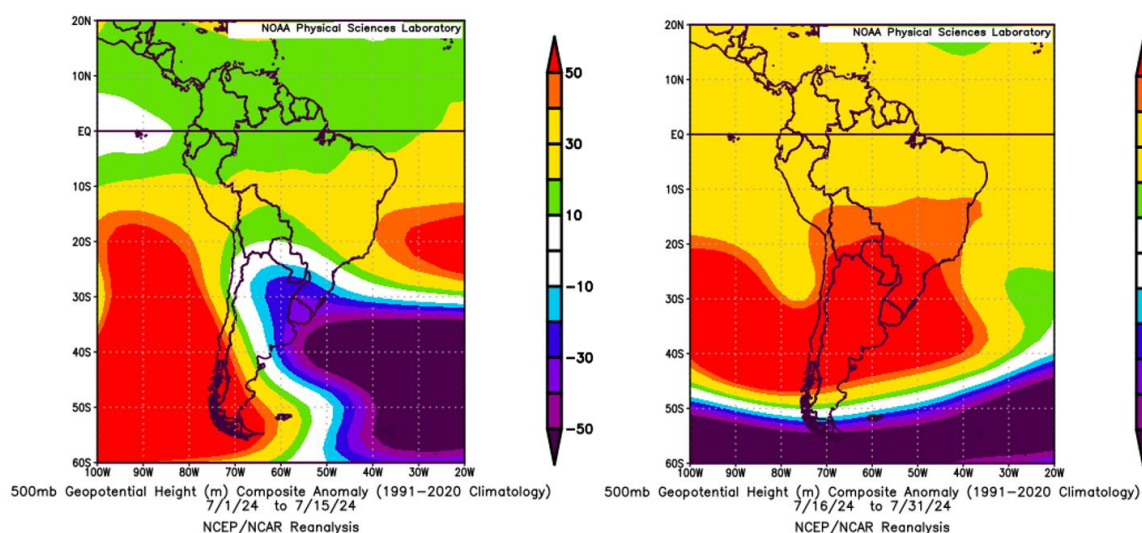 NOAA Physical Sciences Laboratory
20N
10N
EQ
10S
20S
30S
40S
50S
60S
100W 90W 80W 70W 60W 50W 40W 30W 20W
50
30
10
-10
-30
-50
500mb Geopotential Height (m) Composite Anomaly (1991-2020 Climatology)
7/1/24 to 7/15/24
NCEP/NCAR Reanalysis
NOAA Physical Sciences Laboratory
20N
10N
EQ
10S
20S
30S
40S
50S
60S
100W 90W 80W 70W 60W 50W 40W 30W 20W
500mb Geopotential Height (m) Composite Anomaly (1991-2020 Climatology)
7/16/24 to 7/31/24
NCEP/NCAR Reanalysis